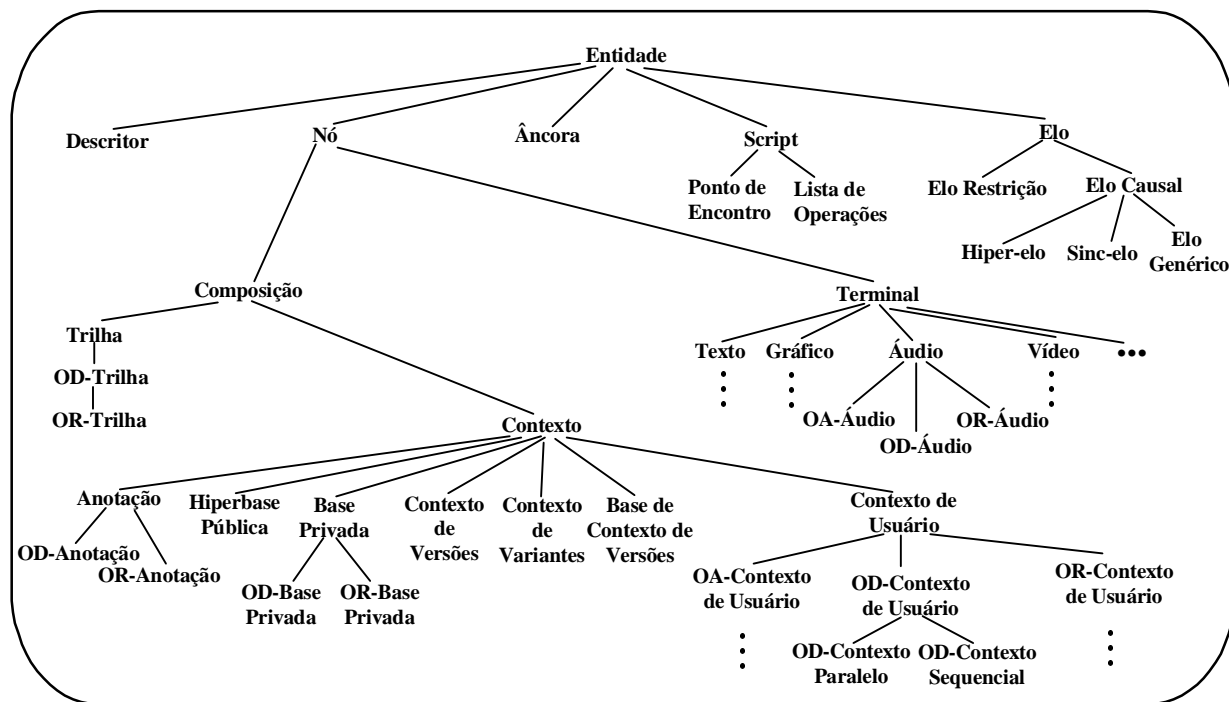 Entidade
Descritor
Nó
Âncora
Script
Elo
Ponto de
Encontro
Lista de
Operações
Elo Restrição
Elo Causal
Hiper-elo
Sinc-elo
Elo
Genérico
Composição
Terminal
Trilha
OD-Trilha
OR-Trilha
Texto
Gráfico
Áudio
Vídeo
OA-Áudio
OD-Áudio
OR-Áudio
Contexto
Anotação
OD-Anotação
OR-Anotação
Hiperbase
Pública
Base
Privada
OD-Base
Privada
OR-Base
Privada
Contexto
de
Versões
Contexto
de
Variantes
Base de
Contexto de
Versões
Contexto de
Usuário
OA-Contexto
de Usuário
OD-Contexto
de Usuário
OR-Contexto
de Usuário
OD-Contexto
Paralelo
OD-Contexto
Sequencial